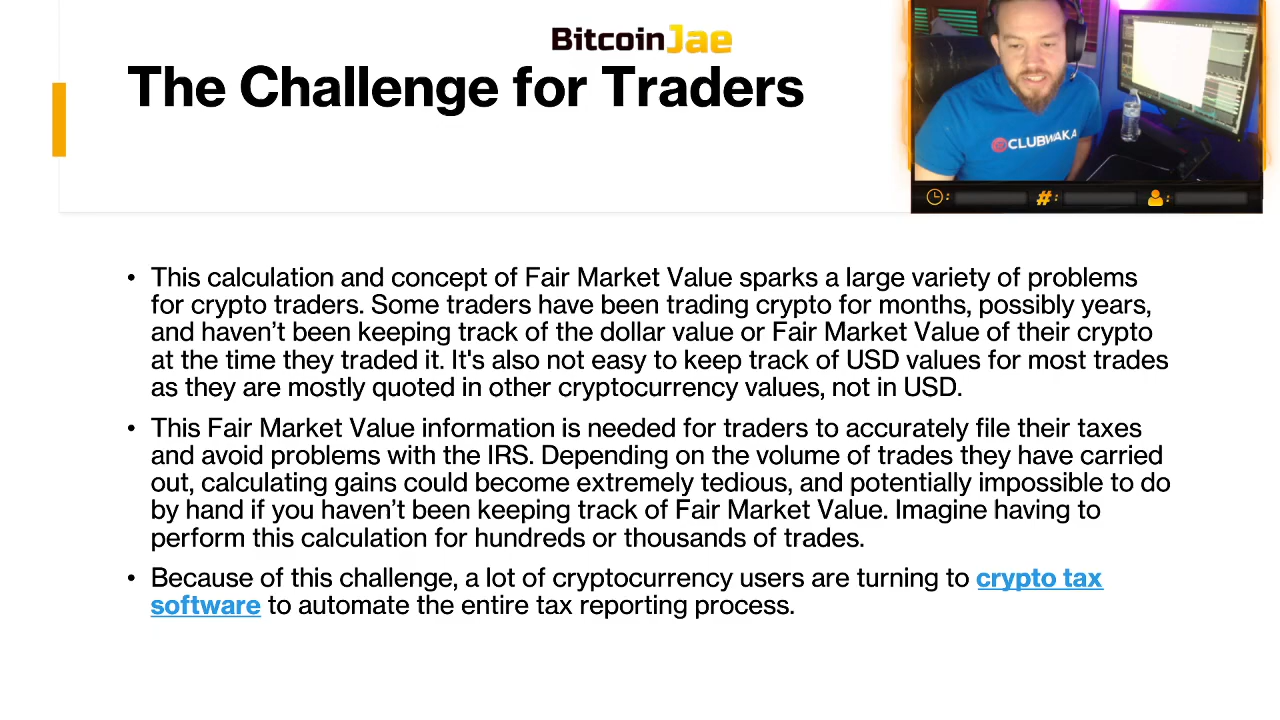 BitcoinJae
The Challenge for Traders
CLUBWAKA
#:
• This calculation and concept of Fair Market Value sparks a large variety of problems
for crypto traders. Some traders have been trading crypto for months, possibly years,
and haven’t been keeping track of the dollar value or Fair Market Value of their crypto
at the time they traded it. It's also not easy to keep track of USD values for most trades
as they are mostly quoted in other cryptocurrency values, not in USD.
• This Fair Market Value information is needed for traders to accurately file their taxes
and avoid problems with the IRS. Depending on the volume of trades they have carried
out, calculating gains could become extremely tedious, and potentially impossible to do
by hand if you haven’t been keeping track of Fair Market Value. Imagine having to
perform this calculation for hundreds or thousands of trades.
• Because of this challenge, a lot of cryptocurrency users are turning to crypto tax
software to automate the entire tax reporting process.